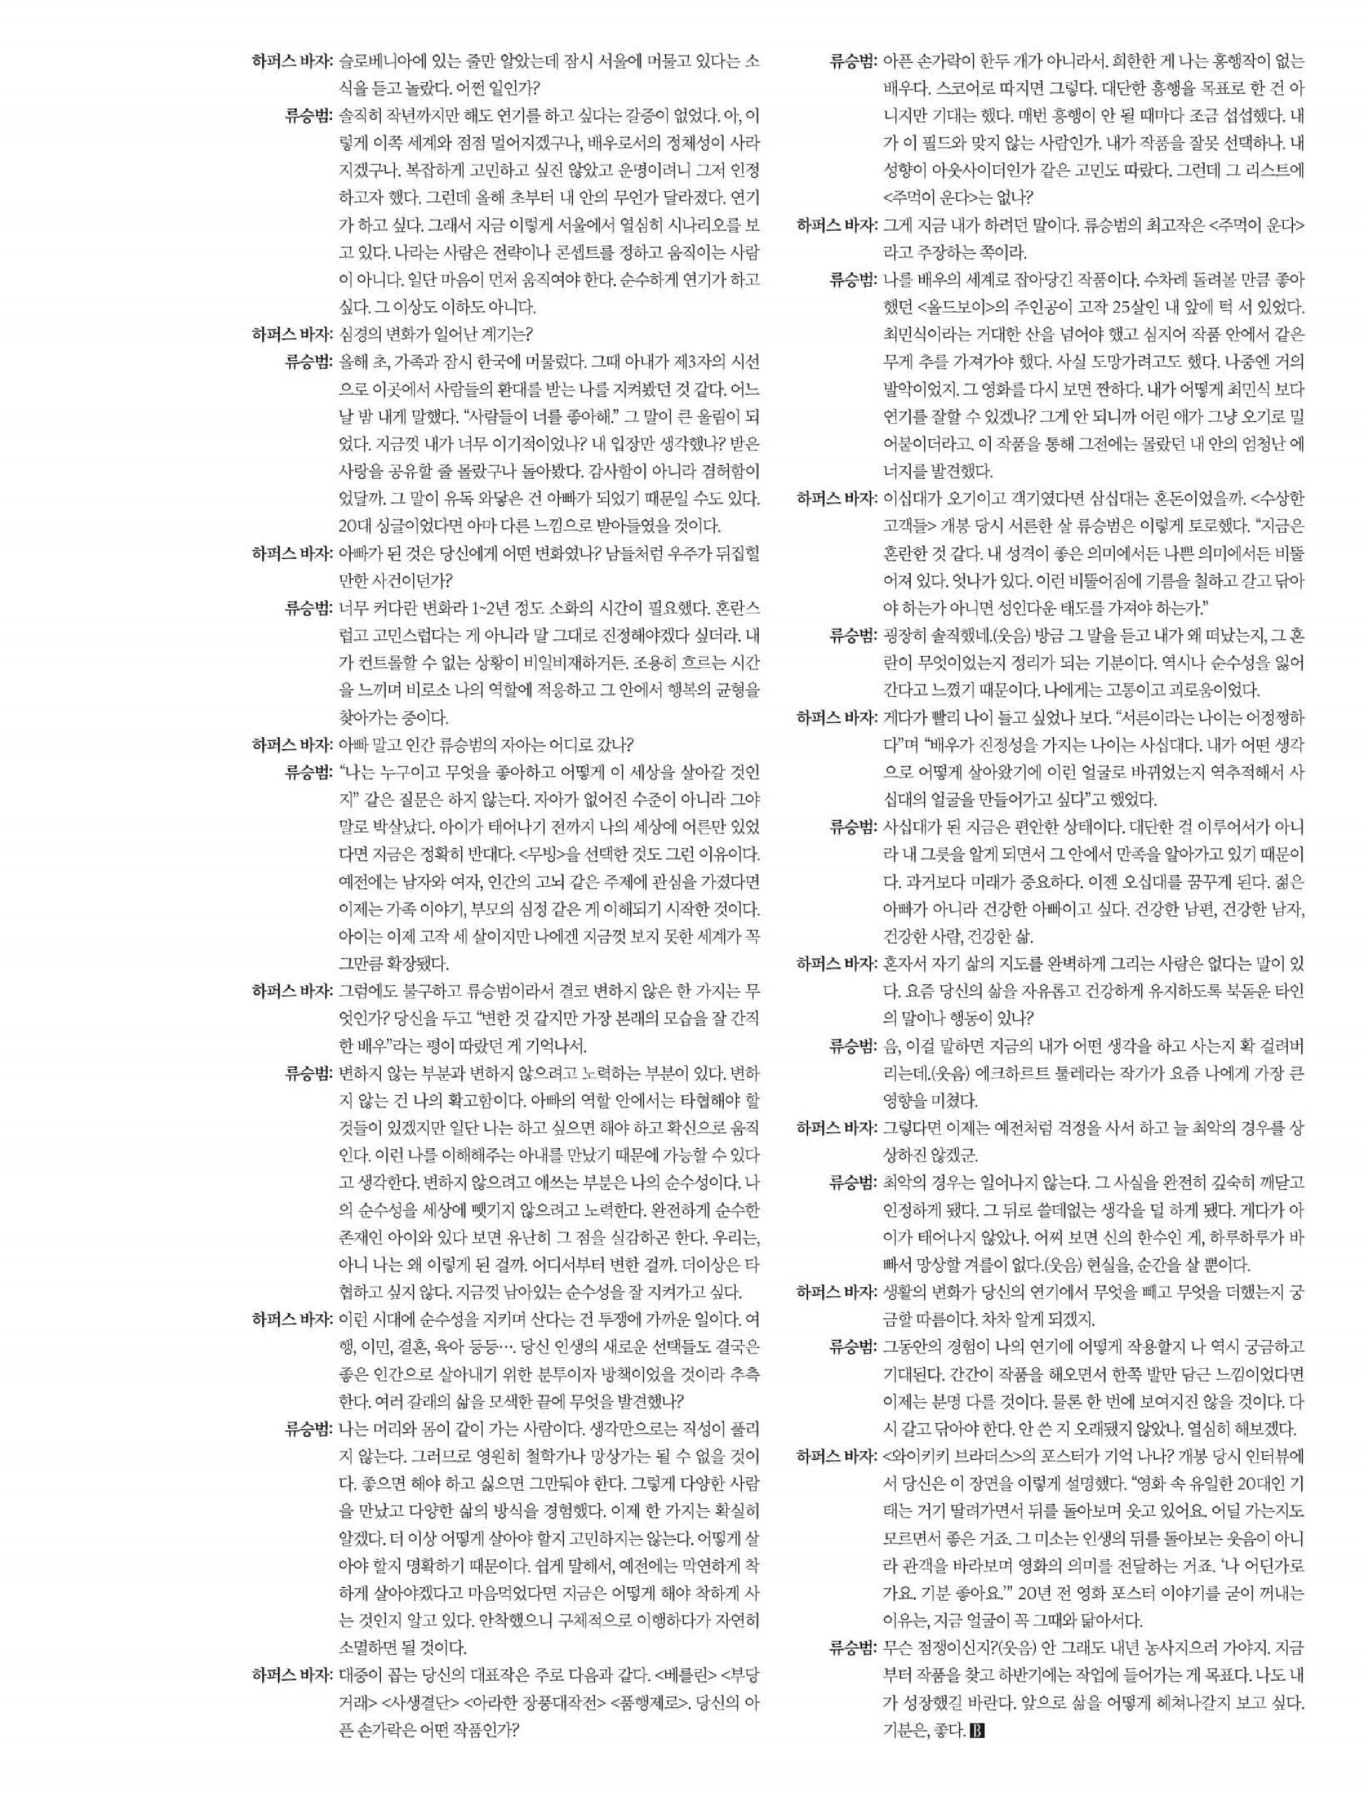 하퍼스 바자: 슬로베니아에 있는 줄만 알았는데 잠시 서울에 머물고 있다는 소
식을 듣고 놀랐다. 어쩐 일인가?
류승범: 솔직히 작년까지만 해도 연기를 하고 싶다는 갈증이 없었다. 아, 이
렇게 이쪽 세계와 점점 멀어지겠구나, 배우로서의 정체성이 사라
지겠구나. 복잡하게 고민하고 싶진 않았고 운명이려니 그저 인정
하고자 했다. 그런데 올해 초부터 내 안의 무언가 달라졌다. 연기
가 하고 싶다. 그래서 지금 이렇게 서울에서 열심히 시나리오를 보
고 있다. 나라는 사람은 전략이나 콘셉트를 정하고 움직이는 사람
이 아니다. 일단 마음이 먼저 움직여야 한다. 순수하게 연기가 하고
싶다. 그 이상도 이하도 아니다.
하퍼스 바자: 심경의 변화가 일어난 계기는?
류승범: 올해 초, 가족과 잠시 한국에 머물렀다. 그때 아내가 제3자의 시선
으로 이곳에서 사람들의 환대를 받는 나를 지켜봤던 것 같다. 어느
날 밤 내게 말했다. “사람들이 너를 좋아해.” 그 말이 큰 울림이 되
었다. 지금껏 내가 너무 이기적이었나? 내 입장만 생각했나? 받은
사랑을 공유할 줄 몰랐구나 돌아봤다. 감사함이 아니라 겸허함이
었달까. 그 말이 유독 와닿은 건 아빠가 되었기 때문일 수도 있다.
20대 싱글이었다면 아마 다른 느낌으로 받아들였을 것이다.
하퍼스 바자: 아빠가 된 것은 당신에게 어떤 변화였나? 남들처럼 우주가 뒤집힐
만한 사건이던가?
류승범: 너무 커다란 변화라 1~2년 정도 소화의 시간이 필요했다. 혼란스
럽고 고민스럽다는 게 아니라 말 그대로 진정해야겠다 싶더라. 내
가 컨트롤할 수 없는 상황이 비일비재하거든. 조용히 흐르는 시간
을 느끼며 비로소 나의 역할에 적응하고 그 안에서 행복의 균형을
찾아가는 중이다.
하퍼스 바자: 아빠 말고 인간 류승범의 자아는 어디로 갔나?
류승범: “나는 누구이고 무엇을 좋아하고 어떻게 이 세상을 살아갈 것인
지” 같은 질문은 하지 않는다. 자아가 없어진 수준이 아니라 그야
말로 박살났다. 아이가 태어나기 전까지 나의 세상에 어른만 있었
다면 지금은 정확히 반대다. <무빙>을 선택한 것도 그런 이유이다.
예전에는 남자와 여자, 인간의 고뇌 같은 주제에 관심을 가졌다면
이제는 가족 이야기, 부모의 심정 같은 게 이해되기 시작한 것이다.
아이는 이제 고작 세 살이지만 나에겐 지금껏 보지 못한 세계가 꼭
그만큼 확장됐다.
하퍼스 바자: 그럼에도 불구하고 류승범이라서 결코 변하지 않은 한 가지는 무
엇인가? 당신을 두고 “변한 것 같지만 가장 본래의 모습을 잘 간직
한 배우”라는 평이 따랐던 게 기억나서.
류승범: 변하지 않는 부분과 변하지 않으려고 노력하는 부분이 있다. 변하
지 않는 건 나의 확고함이다. 아빠의 역할 안에서는 타협해야 할
것들이 있겠지만 일단 나는 하고 싶으면 해야 하고 확신으로 움직
인다. 이런 나를 이해해주는 아내를 만났기 때문에 가능할 수 있다
고 생각한다. 변하지 않으려고 애쓰는 부분은 나의 순수성이다. 나
의 순수성을 세상에 뺏기지 않으려고 노력한다. 완전하게 순수한
존재인 아이와 있다 보면 유난히 그 점을 실감하곤 한다. 우리는,
아니 나는 왜 이렇게 된 걸까. 어디서부터 변한 걸까. 더이상은 타
협하고 싶지 않다. 지금껏 남아있는 순수성을 잘 지켜가고 싶다.
하퍼스 바자: 이런 시대에 순수성을 지키며 산다는 건 투쟁에 가까운 일이다. 여
행, 이민, 결혼, 육아 등등…. 당신 인생의 새로운 선택들도 결국은
좋은 인간으로 살아내기 위한 분투이자 방책이었을 것이라 추측
한다. 여러 갈래의 삶을 모색한 끝에 무엇을 발견했나?
류승범: 나는 머리와 몸이 같이 가는 사람이다. 생각만으로는 직성이 풀리
지 않는다. 그러므로 영원히 철학가나 망상가는 될 수 없을 것이
다. 좋으면 해야 하고 싫으면 그만둬야 한다. 그렇게 다양한 사람
을 만났고 다양한 삶의 방식을 경험했다. 이제 한 가지는 확실히
알겠다. 더 이상 어떻게 살아야 할지 고민하지는 않는다. 어떻게 살
아야 할지 명확하기 때문이다. 쉽게 말해서, 예전에는 막연하게 착
하게 살아야겠다고 마음먹었다면 지금은 어떻게 해야 착하게 사
는 것인지 알고 있다. 안착했으니 구체적으로 이행하다가 자연히
소멸하면 될 것이다.
하퍼스 바자: 대중이 꼽는 당신의 대표작은 주로 다음과 같다. <베를린> <부당
거래> <사생결단> <아라한 장풍대작전> <품행제로>. 당신의 아
픈 손가락은 어떤 작품인가?
류승범: 아픈 손가락이 한두 개가 아니라서. 희한한 게 나는 흥행작이 없는
배우다. 스코어로 따지면 그렇다. 대단한 흥행을 목표로 한 건 아
니지만 기대는 했다. 매번 흥행이 안 될 때마다 조금 섭섭했다. 내
가 이 필드와 맞지 않는 사람인가. 내가 작품을 잘못 선택하나. 내
성향이 아웃사이더인가 같은 고민도 따랐다. 그런데 그 리스트에
<주먹이 운다>는 없나?
하퍼스 바자: 그게 지금 내가 하려던 말이다. 류승범의 최고작은 <주먹이 운다>
라고 주장하는 쪽이라.
류승범: 나를 배우의 세계로 잡아당긴 작품이다. 수차례 돌려볼 만큼 좋아
했던 <올드보이>의 주인공이 고작 25살인 내 앞에 턱 서 있었다.
최민식이라는 거대한 산을 넘어야 했고 심지어 작품 안에서 같은
무게 추를 가져가야 했다. 사실 도망가려고도 했다. 나중엔 거의
발악이었지. 그 영화를 다시 보면 짠하다. 내가 어떻게 최민식 보다
연기를 잘할 수 있겠나? 그게 안 되니까 어린 애가 그냥 오기로 밀
어붙이더라고. 이 작품을 통해 그전에는 몰랐던 내 안의 엄청난 에
너지를 발견했다.
하퍼스 바자: 이십대가 오기이고 객기였다면 삼십대는 혼돈이었을까. <수상한
고객들> 개봉 당시 서른한 살 류승범은 이렇게 토로했다. “지금은
혼란한 것 같다. 내 성격이 좋은 의미에서든 나쁜 의미에서든 비뚤
어져 있다. 엇나가 있다. 이런 비뚤어짐에 기름을 칠하고 갈고 닦아
야 하는가 아니면 성인다운 태도를 가져야 하는가.”
류승범: 굉장히 솔직했네.(웃음) 방금 그 말을 듣고 내가 왜 떠났는지, 그 혼
란이 무엇이었는지 정리가 되는 기분이다. 역시나 순수성을 잃어
간다고 느꼈기 때문이다. 나에게는 고통이고 괴로움이었다.
하퍼스 바자: 게다가 빨리 나이 들고 싶었나 보다. “서른이라는 나이는 어정쩡하
다”며 “배우가 진정성을 가지는 나이는 사십대다. 내가 어떤 생각
으로 어떻게 살아왔기에 이런 얼굴로 바뀌었는지 역추적해서 사
십대의 얼굴을 만들어가고 싶다”고 했었다.
류승범: 사십대가 된 지금은 편안한 상태이다. 대단한 걸 이루어서가 아니
라 내 그릇을 알게 되면서 그 안에서 만족을 알아가고 있기 때문이
다. 과거보다 미래가 중요하다. 이젠 오십대를 꿈꾸게 된다. 젊은
아빠가 아니라 건강한 아빠이고 싶다. 건강한 남편, 건강한 남자,
건강한 사람, 건강한 삶.
하퍼스 바자: 혼자서 자기 삶의 지도를 완벽하게 그리는 사람은 없다는 말이 있
다. 요즘 당신의 삶을 자유롭고 건강하게 유지하도록 북돋운 타인
의 말이나 행동이 있나?
류승범: 음, 이걸 말하면 지금의 내가 어떤 생각을 하고 사는지 확 걸려버
리는데.(웃음) 에크하르트 톨레라는 작가가 요즘 나에게 가장 큰
영향을 미쳤다.
하퍼스 바자: 그렇다면 이제는 예전처럼 걱정을 사서 하고 늘 최악의 경우를 상
상하진 않겠군.
류승범: 최악의 경우는 일어나지 않는다. 그 사실을 완전히 깊숙히 깨닫고
인정하게 됐다. 그 뒤로 쓸데없는 생각을 덜 하게 됐다. 게다가 아
이가 태어나지 않았나. 어찌 보면 신의 한수인 게, 하루하루가 바
빠서 망상할 겨를이 없다.(웃음) 현실을, 순간을 살 뿐이다.
하퍼스 바자: 생활의 변화가 당신의 연기에서 무엇을 빼고 무엇을 더했는지 궁
금할 따름이다. 차차 알게 되겠지.
류승범: 그동안의 경험이 나의 연기에 어떻게 작용할지 나 역시 궁금하고
기대된다. 간간이 작품을 해오면서 한쪽 발만 담근 느낌이었다면
이제는 분명 다를 것이다. 물론 한 번에 보여지진 않을 것이다. 다
시 갈고 닦아야 한다. 안 쓴 지 오래됐지 않았나. 열심히 해보겠다.
하퍼스 바자: <와이키키 브라더스>의 포스터가 기억 나나? 개봉 당시 인터뷰에
서 당신은 이 장면을 이렇게 설명했다. “영화 속 유일한 20대인 기
태는 거기 딸려가면서 뒤를 돌아보며 웃고 있어요. 어딜 가는지도
모르면서 좋은 거죠. 그 미소는 인생의 뒤를 돌아보는 웃음이 아니
라 관객을 바라보며 영화의 의미를 전달하는 거죠. ‘나 어딘가로
가요. 기분 좋아요.’” 20년 전 영화 포스터 이야기를 굳이 꺼내는
이유는, 지금 얼굴이 꼭 그때와 닮아서다.
류승범: 무슨 점쟁이신지?(웃음) 안 그래도 내년 농사지으러 가야지. 지금
부터 작품을 찾고 하반기에는 작업에 들어가는 게 목표다. 나도 내
가 성장했길 바란다. 앞으로 삶을 어떻게 헤쳐나갈지 보고 싶다.
기분은, 좋다. B